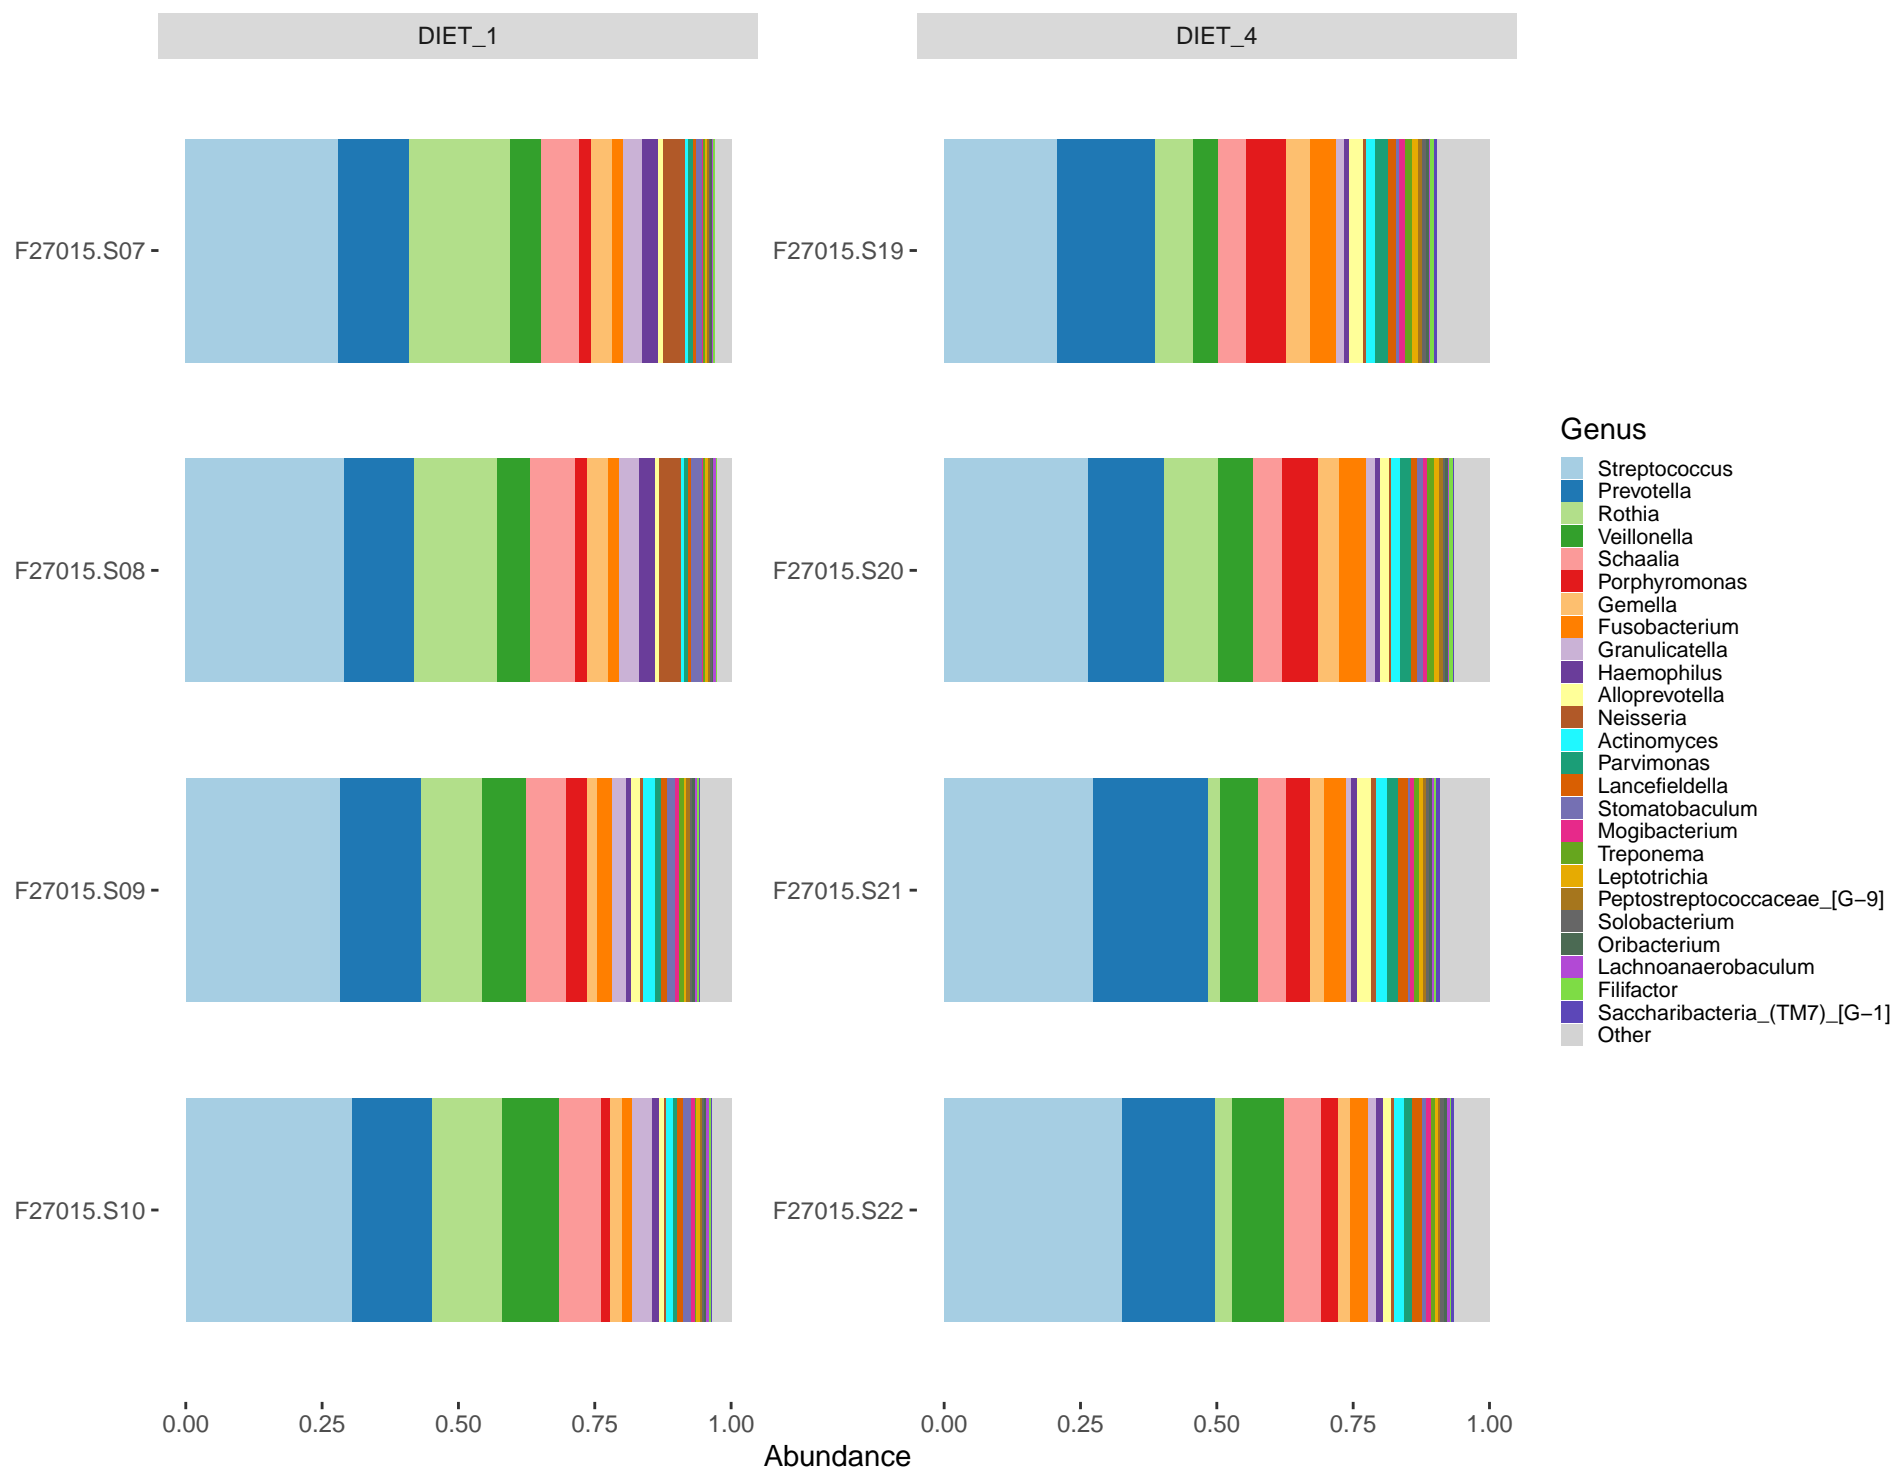 DIET_1
DIET_4
F27015.S07
F27015.S19
F27015.S08
F27015.S20
F27015.S09
F27015.S21
F27015.S10
F27015.S22
0.00 0.25 0.50 0.75 1.00
0.00 0.25 0.50 0.75 1.00
Abundance
Genus
Streptococcus
Prevotella
Rothia
Veillonella
Schaalia
Porphyromonas
Gemella
Fusobacterium
Granulicatella
Haemophilus
Alloprevotella
Neisseria
Actinomyces
Parvimonas
Lancefieldella
Stomatobaculum
Mogibacterium
Treponema
Leptotrichia
Peptostreptococcaceae_[G−9]
Solobacterium
Oribacterium
Lachnoanaerobaculum
Filifactor
Saccharibacteria_(TM7)_[G−1]
Other